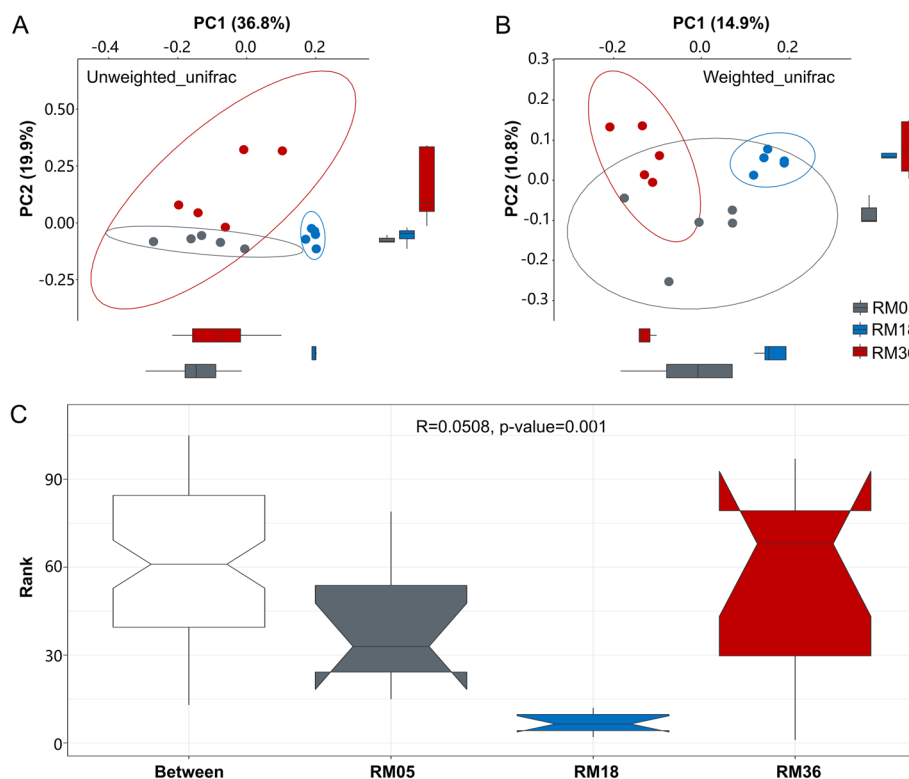 A
PC1 (36.8%)
-0.4 -0.2 0.0 0.2
Unweighted_unifrac
PC2 (19.9%)
0.50
0.25
0.00
-0.25
B
PC1 (14.9%)
-0.2 0.0 0.2
Weighted_unifrac
PC2 (10.8%)
0.3
0.2
0.1
0.0
-0.1
-0.2
-0.3
RM0
RM18
RM36
C
R=0.0508, p-value=0.001
Rank
90
60
30
0
Between RM05 RM18 RM36